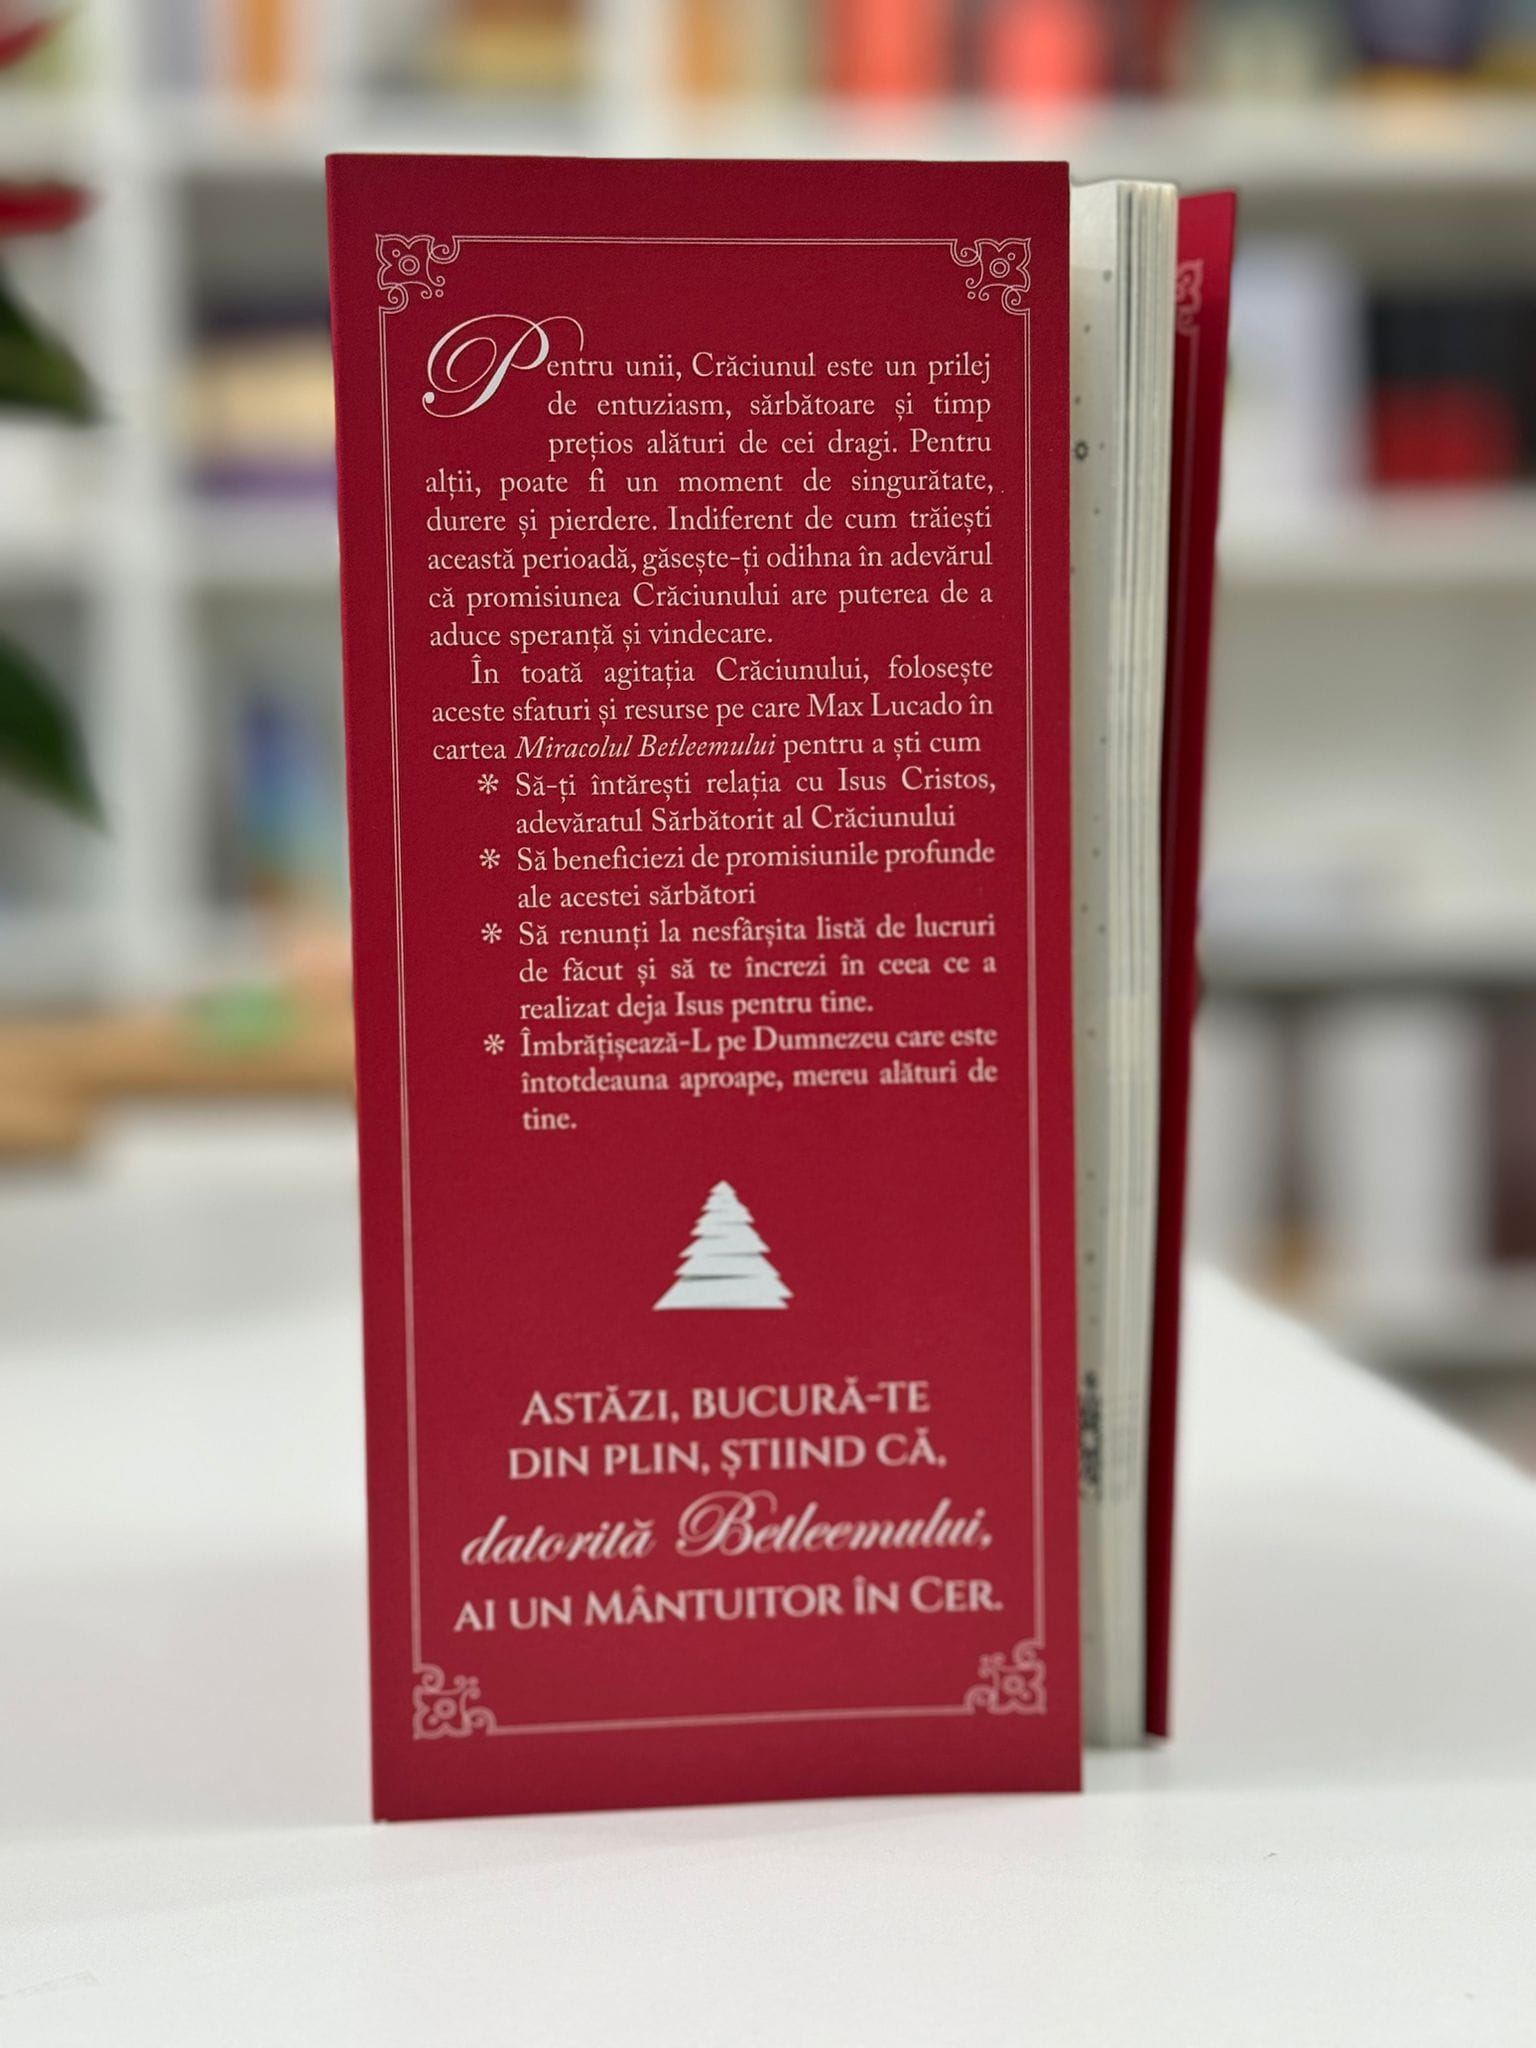 Pentru unii, Crăciunul este un prilej
de entuziasm, sărbătoare și timp
prețios alături de cei dragi. Pentru
alții, poate fi un moment de singurătate,
durere și pierdere. Indiferent de cum trăiești
această perioadă, găsește-ți odihna în adevărul
că promisiunea Crăciunului are puterea de a
aduce speranță și vindecare.
În toată agitația Crăciunului, folosește
aceste sfaturi și resurse pe care Max Lucado în
cartea Miracolul Betleemului pentru a ști cum
* Să-ți întărești relația cu Isus Cristos,
adevăratul Sărbătorit al Crăciunului
* Să beneficiezi de promisiunile profunde
ale acestei sărbători
* Să renunți la nesfârșita listă de lucruri
de făcut și să te încrezi în ceea ce a
realizat deja Isus pentru tine.
* Îmbrățișează-L pe Dumnezeu care este
întotdeauna aproape, mereu alături de
tine.
ASTĂZI, BUCURĂ-TE
DIN PLIN, ȘTIIND CĂ,
datorită Betleemului,
AI UN MÂNTUITOR ÎN CER.